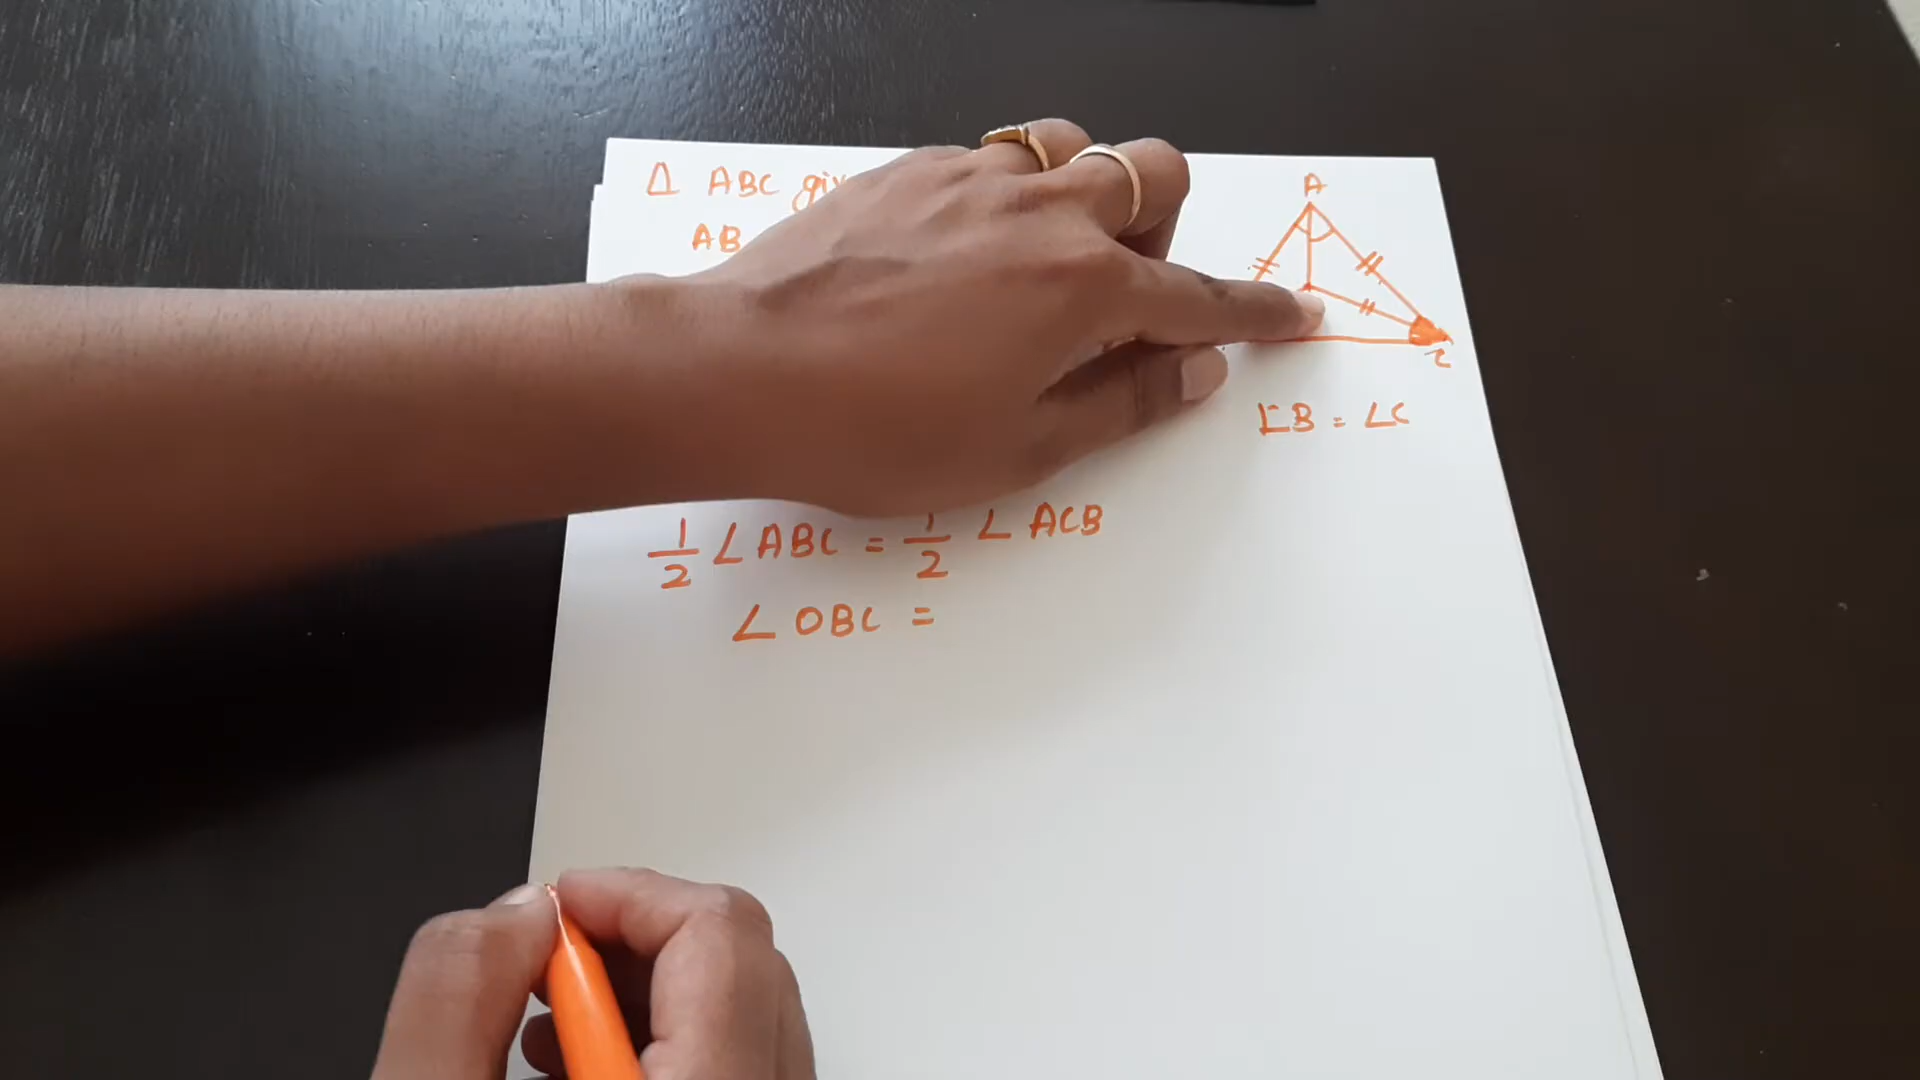 Δ ABC
AB
A
C
∠B = ∠C
1/2 ∠ABC = 1/2 ∠ACB
∠OBC =